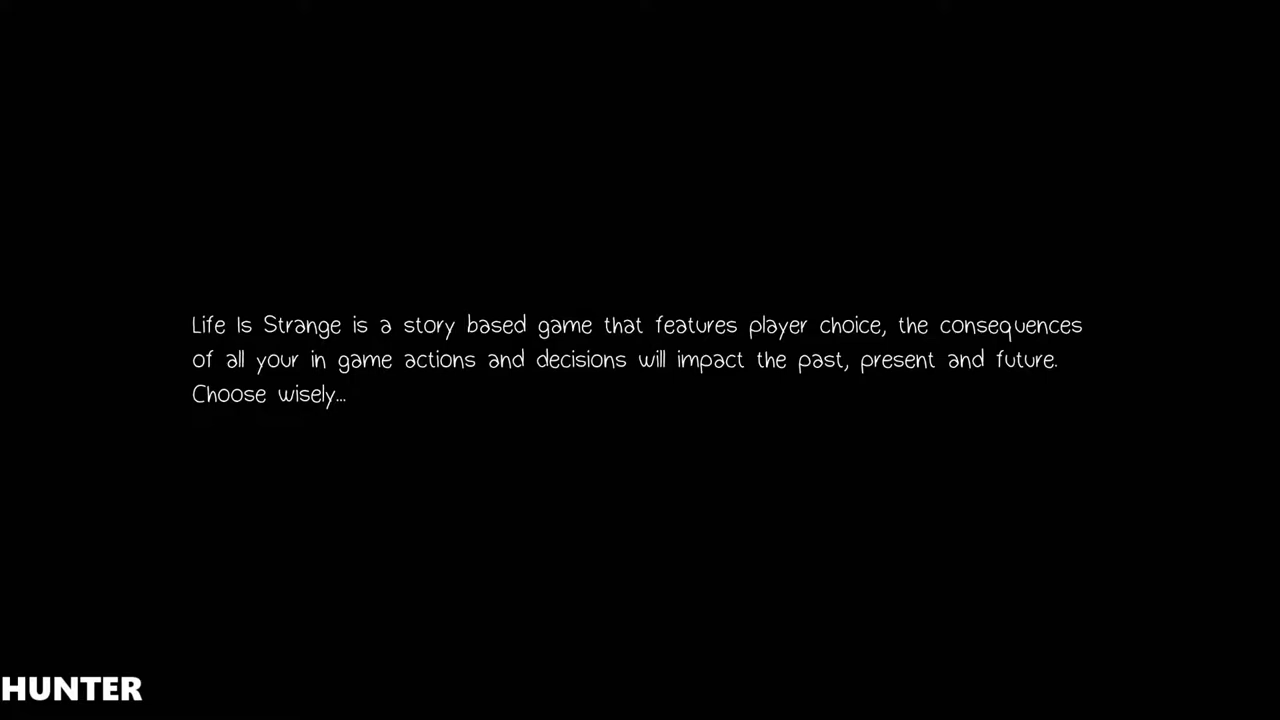 Life Is Strange is a story based game that features player choice, the consequences
of all your in game actions and decisions will impact the past, present and future.
Choose wisely...
HUNTER